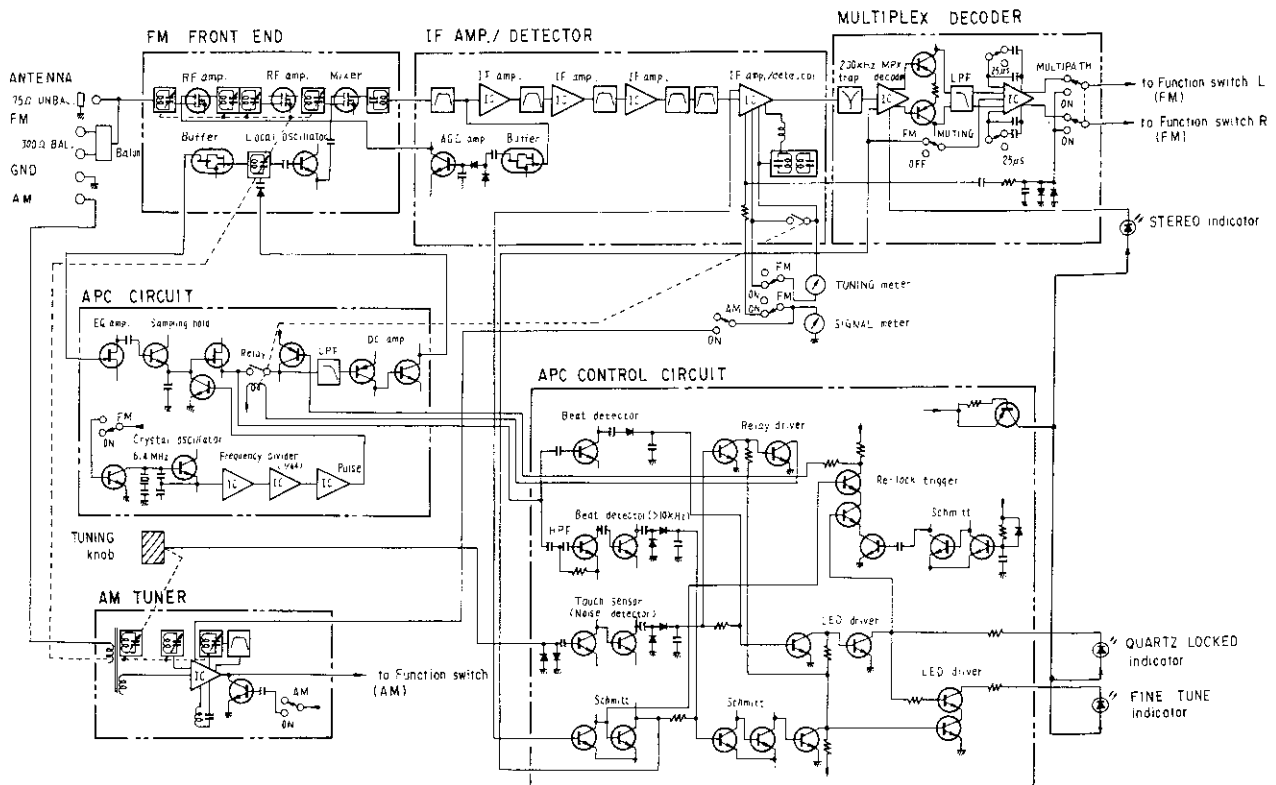 MULTIPLEX DECODER
FM FRONT END
IF AMP./ DETECTOR
ANTENNA
75Ω UNBAL.
FM
300Ω BAL.
Balun
GND
AM
RF amp.
RF amp.
Mixer
Buffer
Local Oscillator
IF amp.
IF amp.
IF amp.
IF amp./detector
IC
IC
IC
IC
AGC amp
Buffer
230kHz
trap
MPX
decoder
IC
LPF
FM
MUTING
OFF
25μs
IC
25μs
MULTIPATH
ON
ON
to Function switch L
(FM)
to Function switch R
(FM)
STEREO indicator
FM
ON
FM
ON
AM
ON
TUNING meter
SIGNAL meter
APC CIRCUIT
EQ amp.
Sampling hold
Relay
LPF
DC amp
FM
ON
Crystal oscillator
6.4 MHz
Frequency divider
(1/64)
Pulse
IC
IC
IC
APC CONTROL CIRCUIT
Beat detector
Relay driver
Re-lock trigger
HPF
Beat detector(>10kHz)
Schmitt
Touch sensor
(Noise detector)
LED driver
LED driver
Schmitt
Schmitt
QUARTZ LOCKED
indicator
FINE TUNE
indicator
TUNING
knob
AM TUNER
IC
AM
ON
to Function switch
(AM)